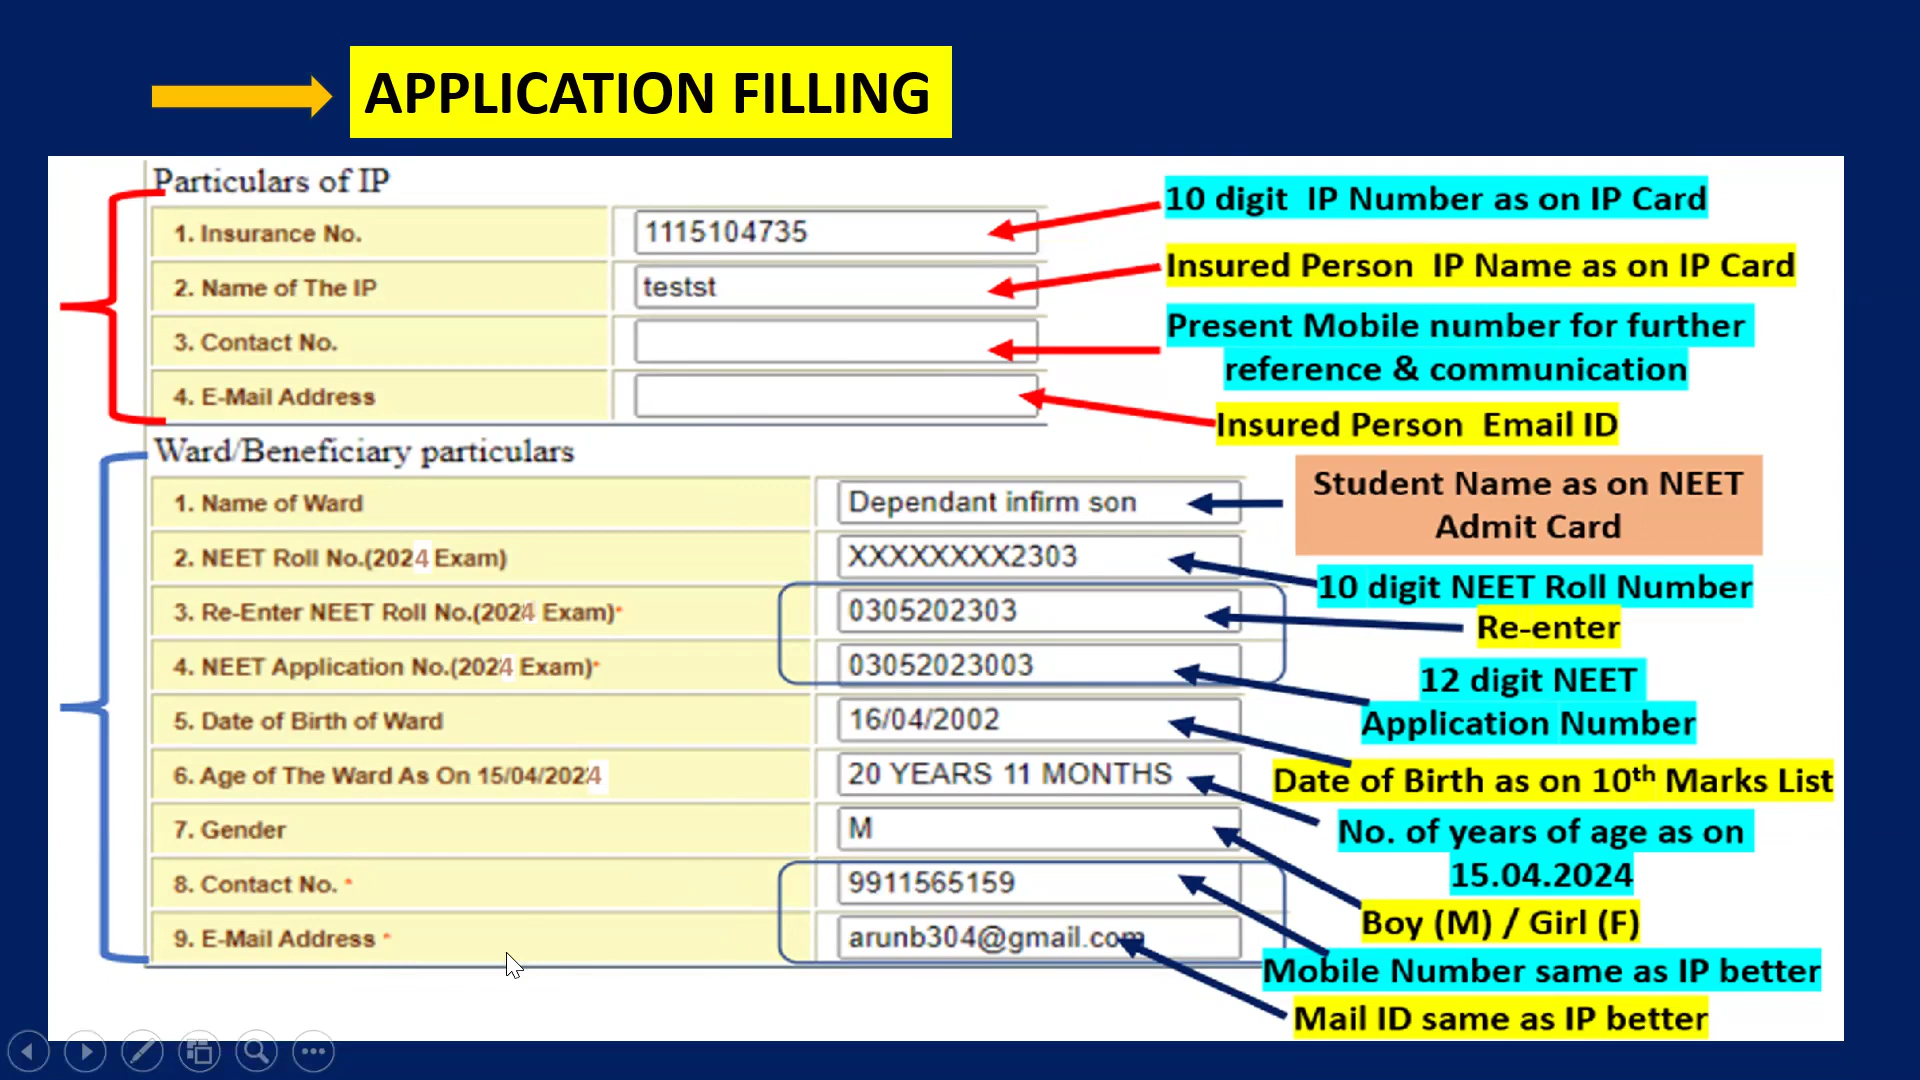 APPLICATION FILLING
Particulars of IP
1. Insurance No.
1115104735
10 digit IP Number as on IP Card
2. Name of The IP
testst
Insured Person IP Name as on IP Card
3. Contact No.
Present Mobile number for further
reference & communication
4. E-Mail Address
Insured Person Email ID
Ward/Beneficiary particulars
1. Name of Ward
Dependant infirm son
Student Name as on NEET
Admit Card
2. NEET Roll No.(2024 Exam)
XXXXXXXX2303
10 digit NEET Roll Number
3. Re-Enter NEET Roll No.(2024 Exam)*
0305202303
Re-enter
4. NEET Application No.(2024 Exam)*
03052023003
12 digit NEET
Application Number
5. Date of Birth of Ward
16/04/2002
Date of Birth as on 10th Marks List
6. Age of The Ward As On 15/04/2024
20 YEARS 11 MONTHS
No. of years of age as on
15.04.2024
7. Gender
M
Boy (M) / Girl (F)
8. Contact No. *
9911565159
Mobile Number same as IP better
9. E-Mail Address *
arunb304@gmail.com
Mail ID same as IP better